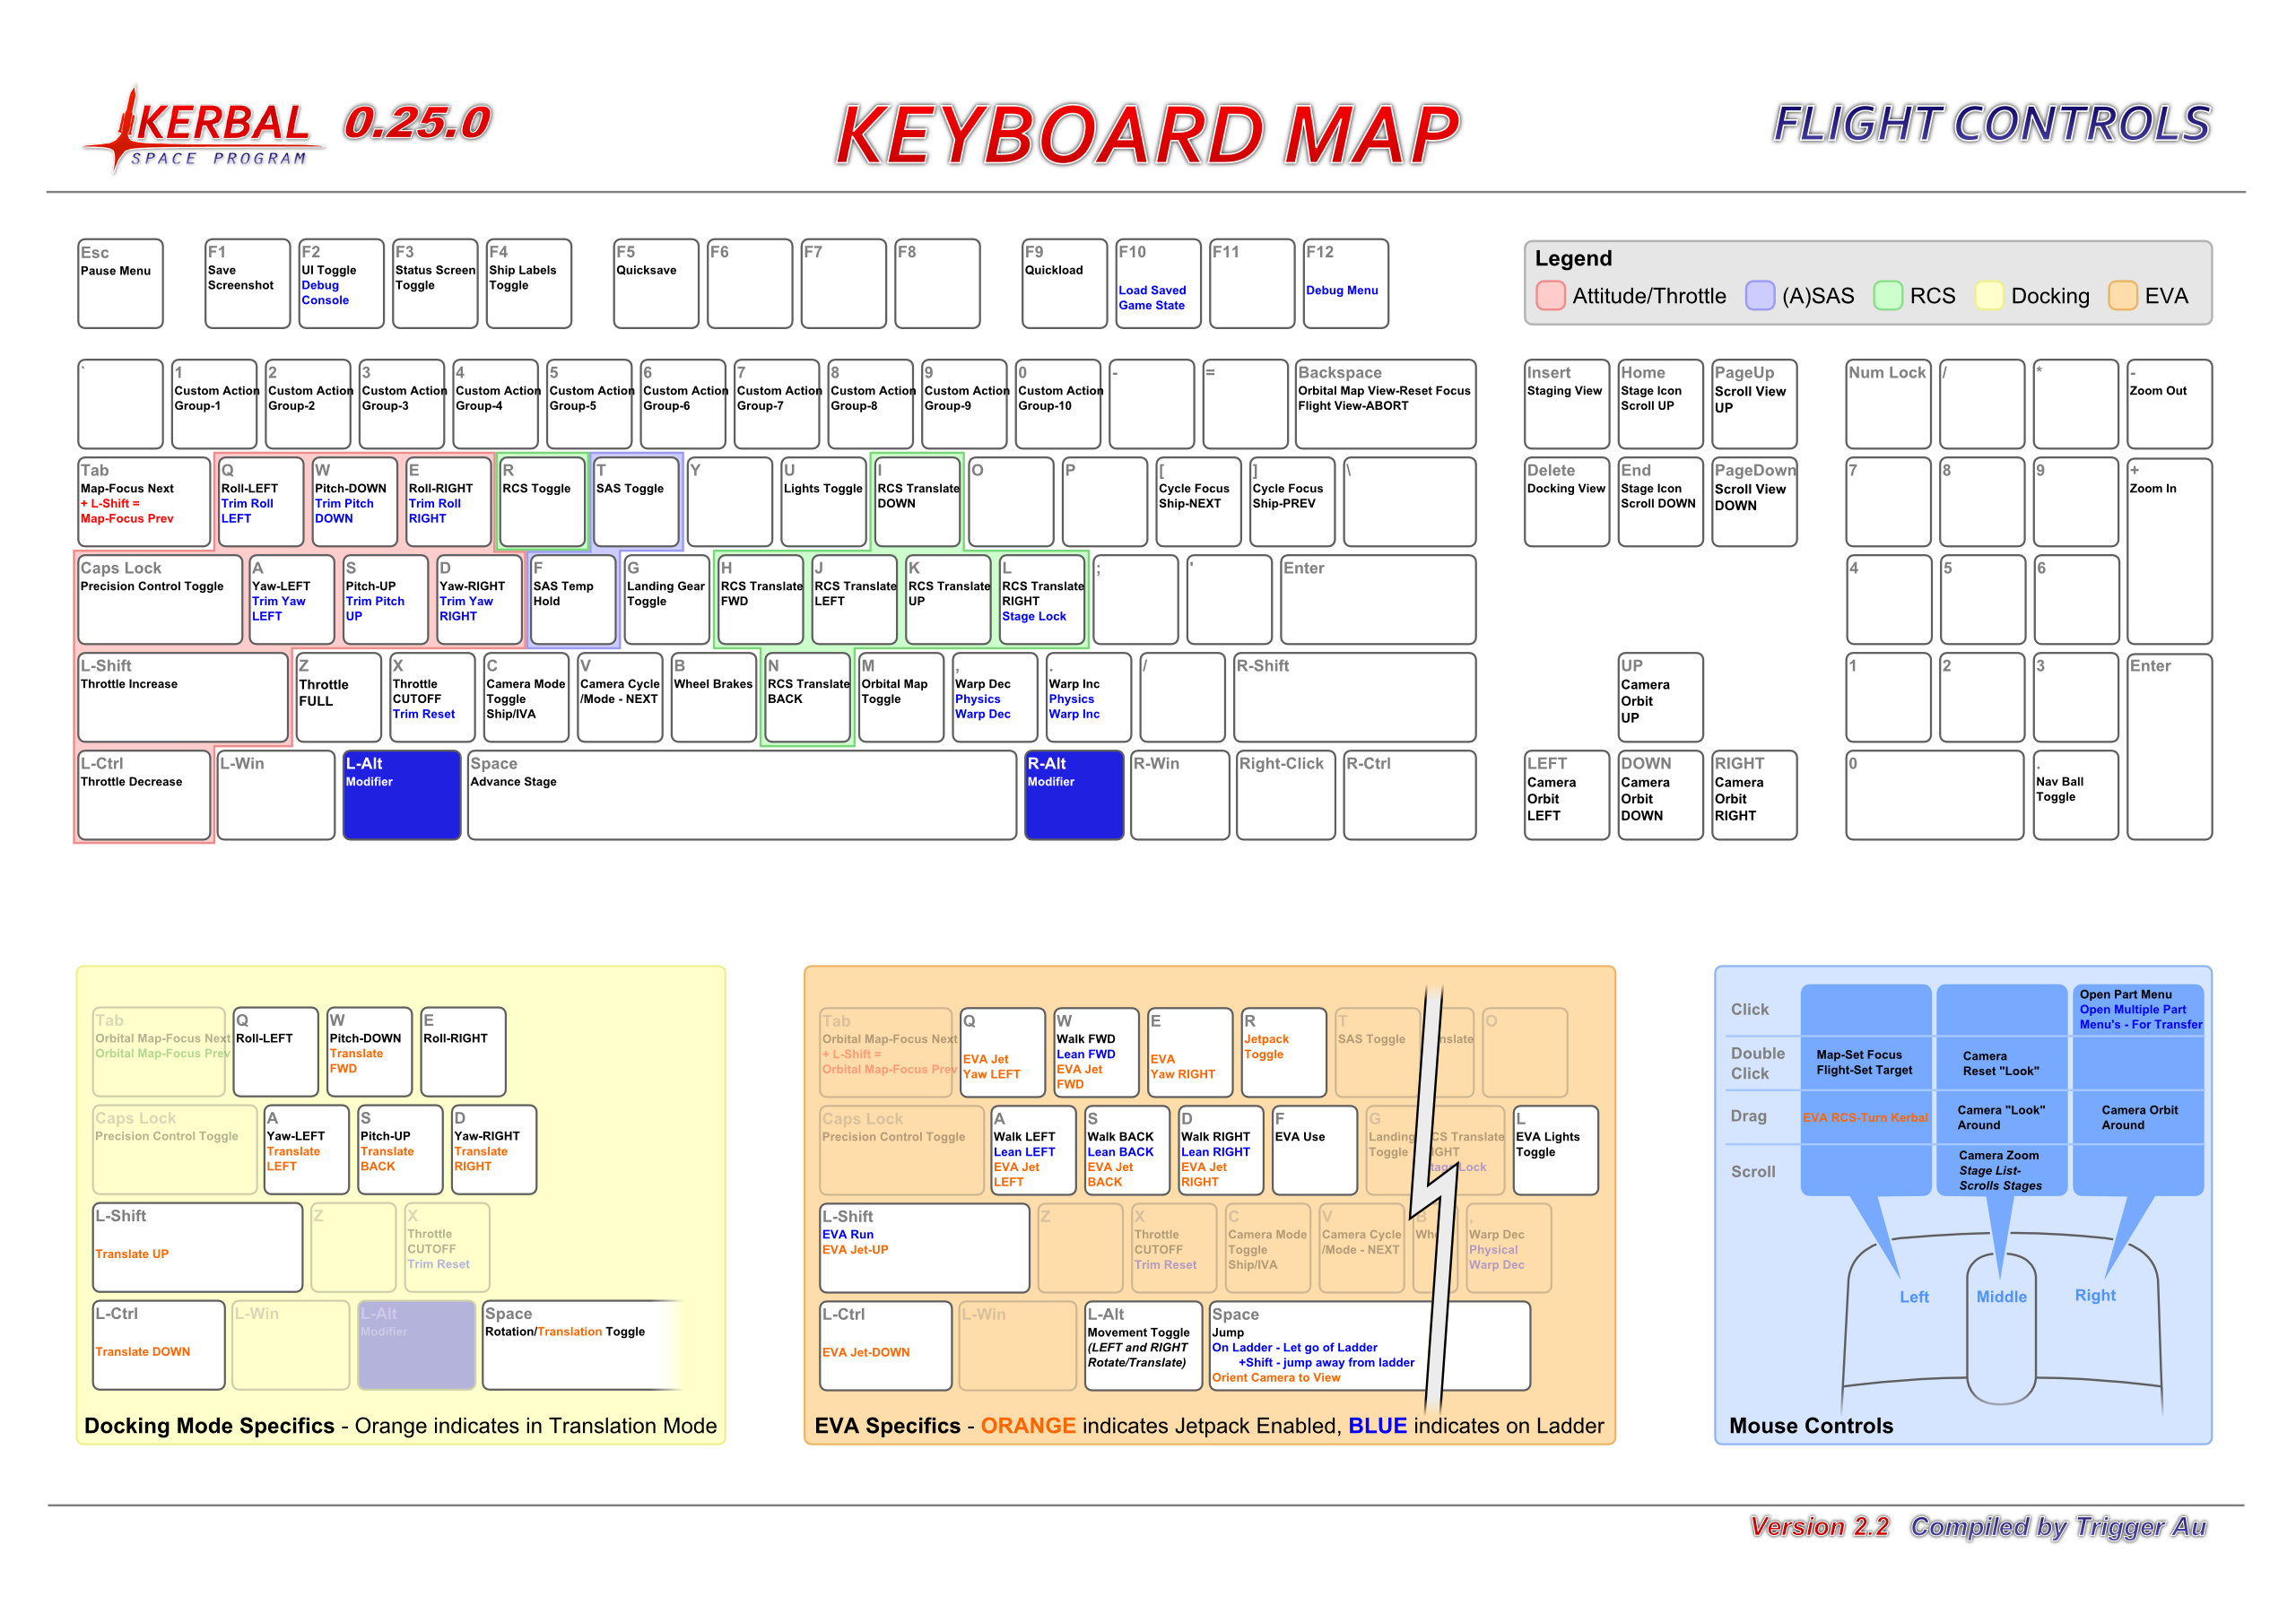 KERBAL
SPACE PROGRAM
0.25.0
KEYBOARD MAP
FLIGHT CONTROLS
Esc
Pause Menu
F1
Save
Screenshot
F2
UI Toggle
Debug
Console
F3
Status Screen
Toggle
F4
Ship Labels
Toggle
F5
Quicksave
F6
F7
F8
F9
Quickload
F10
Load Saved
Game State
F11
F12
Debug Menu
Legend
Attitude/Throttle
(A)SAS
RCS
Docking
EVA
`
1
Custom Action
Group-1
2
Custom Action
Group-2
3
Custom Action
Group-3
4
Custom Action
Group-4
5
Custom Action
Group-5
6
Custom Action
Group-6
7
Custom Action
Group-7
8
Custom Action
Group-8
9
Custom Action
Group-9
0
Custom Action
Group-10
-
=
Backspace
Orbital Map View-Reset Focus
Flight View-ABORT
Insert
Staging View
Home
Stage Icon
Scroll UP
PageUp
Scroll View
UP
Num Lock
/
*
-
Zoom Out
Tab
Map-Focus Next
+ L-Shift =
Map-Focus Prev
Q
Roll-LEFT
Trim Roll
LEFT
W
Pitch-DOWN
Trim Pitch
DOWN
E
Roll-RIGHT
Trim Roll
RIGHT
R
RCS Toggle
T
SAS Toggle
Y
U
Lights Toggle
I
RCS Translate
DOWN
O
P
[
Cycle Focus
Ship-NEXT
]
Cycle Focus
Ship-PREV
\
Delete
Docking View
End
Stage Icon
Scroll DOWN
PageDown
Scroll View
DOWN
7
8
9
+
Zoom In
Caps Lock
Precision Control Toggle
A
Yaw-LEFT
Trim Yaw
LEFT
S
Pitch-UP
Trim Pitch
UP
D
Yaw-RIGHT
Trim Yaw
RIGHT
F
SAS Temp
Hold
G
Landing Gear
Toggle
H
RCS Translate
FWD
J
RCS Translate
LEFT
K
RCS Translate
UP
L
RCS Translate
RIGHT
Stage Lock
;
'
Enter
4
5
6
L-Shift
Throttle Increase
Z
Throttle
FULL
X
Throttle
CUTOFF
Trim Reset
C
Camera Mode
Toggle
Ship/IVA
V
Camera Cycle
/Mode - NEXT
B
Wheel Brakes
N
RCS Translate
BACK
M
Orbital Map
Toggle
,
Warp Dec
Physics
Warp Dec
.
Warp Inc
Physics
Warp Inc
/
R-Shift
UP
Camera
Orbit
UP
1
2
3
Enter
L-Ctrl
Throttle Decrease
L-Win
L-Alt
Modifier
Space
Advance Stage
R-Alt
Modifier
R-Win
Right-Click
R-Ctrl
LEFT
Camera
Orbit
LEFT
DOWN
Camera
Orbit
DOWN
RIGHT
Camera
Orbit
RIGHT
0
.
Nav Ball
Toggle
Tab
Orbital Map-Focus Next
Orbital Map-Focus Prev
Q
Roll-LEFT
W
Pitch-DOWN
Translate
FWD
E
Roll-RIGHT
Caps Lock
Precision Control Toggle
A
Yaw-LEFT
Translate
LEFT
S
Pitch-UP
Translate
BACK
D
Yaw-RIGHT
Translate
RIGHT
L-Shift
Translate UP
Z
X
Throttle
CUTOFF
Trim Reset
L-Ctrl
Translate DOWN
L-Win
L-Alt
Modifier
Space
Rotation/Translation Toggle
Docking Mode Specifics - Orange indicates in Translation Mode
Tab
Orbital Map-Focus Next
+ L-Shift =
Orbital Map-Focus Prev
Q
EVA Jet
Yaw LEFT
W
Walk FWD
Lean FWD
EVA Jet
FWD
E
EVA
Yaw RIGHT
R
Jetpack
Toggle
T
SAS Toggle
nslate
O
Caps Lock
Precision Control Toggle
A
Walk LEFT
Lean LEFT
EVA Jet
LEFT
S
Walk BACK
Lean BACK
EVA Jet
BACK
D
Walk RIGHT
Lean RIGHT
EVA Jet
RIGHT
F
EVA Use
G
Landing
Toggle
CS Translate
IGHT
tage Lock
L
EVA Lights
Toggle
L-Shift
EVA Run
EVA Jet-UP
Z
X
Throttle
CUTOFF
Trim Reset
C
Camera Mode
Toggle
Ship/IVA
V
Camera Cycle
/Mode - NEXT
B
Whe
,
Warp Dec
Physical
Warp Dec
L-Ctrl
EVA Jet-DOWN
L-Win
L-Alt
Movement Toggle
(LEFT and RIGHT
Rotate/Translate)
Space
Jump
On Ladder - Let go of Ladder
+Shift - jump away from ladder
Orient Camera to View
EVA Specifics - ORANGE indicates Jetpack Enabled, BLUE indicates on Ladder
Click
Open Part Menu
Open Multiple Part
Menu's - For Transfer
Double
Click
Map-Set Focus
Flight-Set Target
Camera
Reset "Look"
Drag
EVA RCS-Turn Kerbal
Camera "Look"
Around
Camera Orbit
Around
Scroll
Camera Zoom
Stage List-
Scrolls Stages
Left
Middle
Right
Mouse Controls
Version 2.2 Compiled by Trigger Au